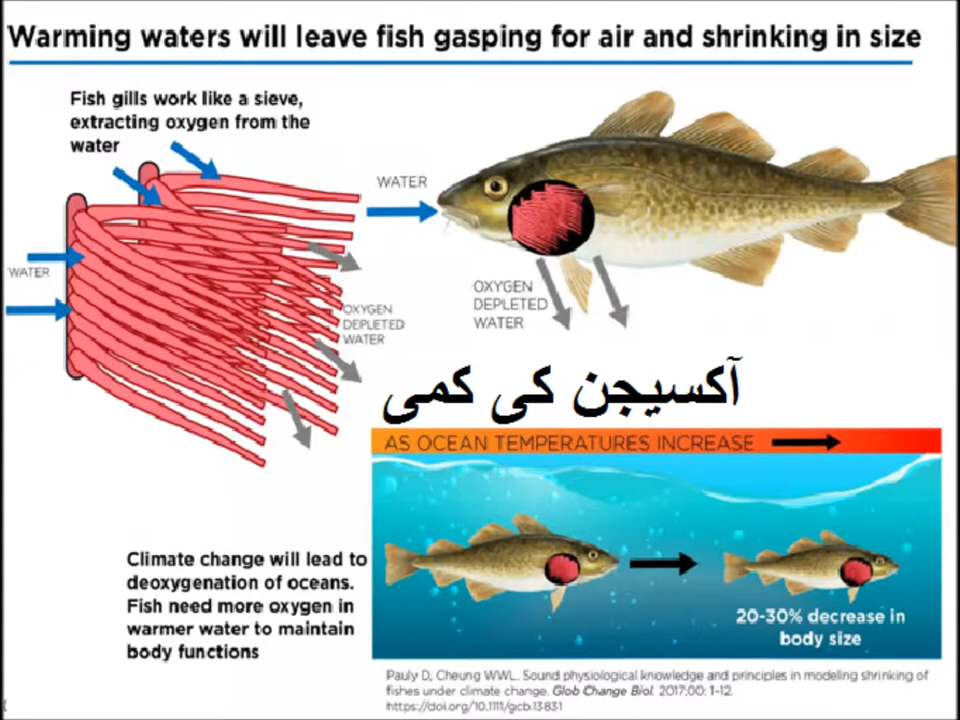 Warming waters will leave fish gasping for air and shrinking in size
Fish gills work like a sieve,
extracting oxygen from the
water
WATER
WATER
OXYGEN
DEPLETED
WATER
OXYGEN
DEPLETED
WATER
آکسیجن کی کمی
AS OCEAN TEMPERATURES INCREASE
Climate change will lead to
deoxygenation of oceans.
Fish need more oxygen in
warmer water to maintain
body functions
20-30% decrease in
body size
Pauly D, Cheung WWL. Sound physiological knowledge and principles in modeling shrinking of
fishes under climate change. Glob Change Biol. 2017;00: 1-12.
https://doi.org/10.1111/gcb.13831